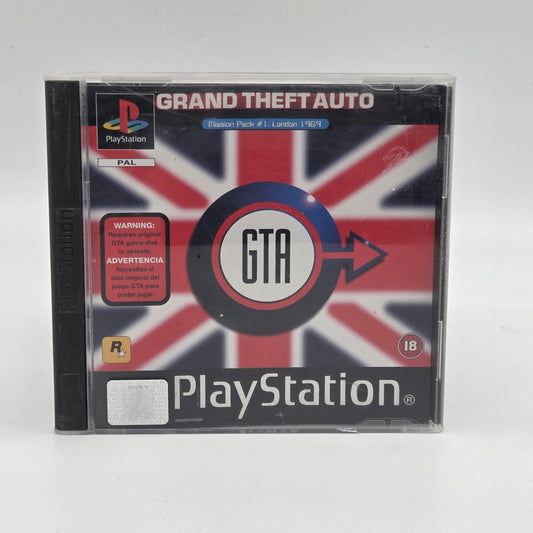 GRAND THEFT AUTO
Mission Pack #1, London 1969
PlayStation
PAL
PlayStation
WARNING:
Requires original
GTA game disk
to operate.
ADVERTENCIA
Necesitas el
disc original del
juego GTA para
poder jugar
GTA
R
18
PlayStation®